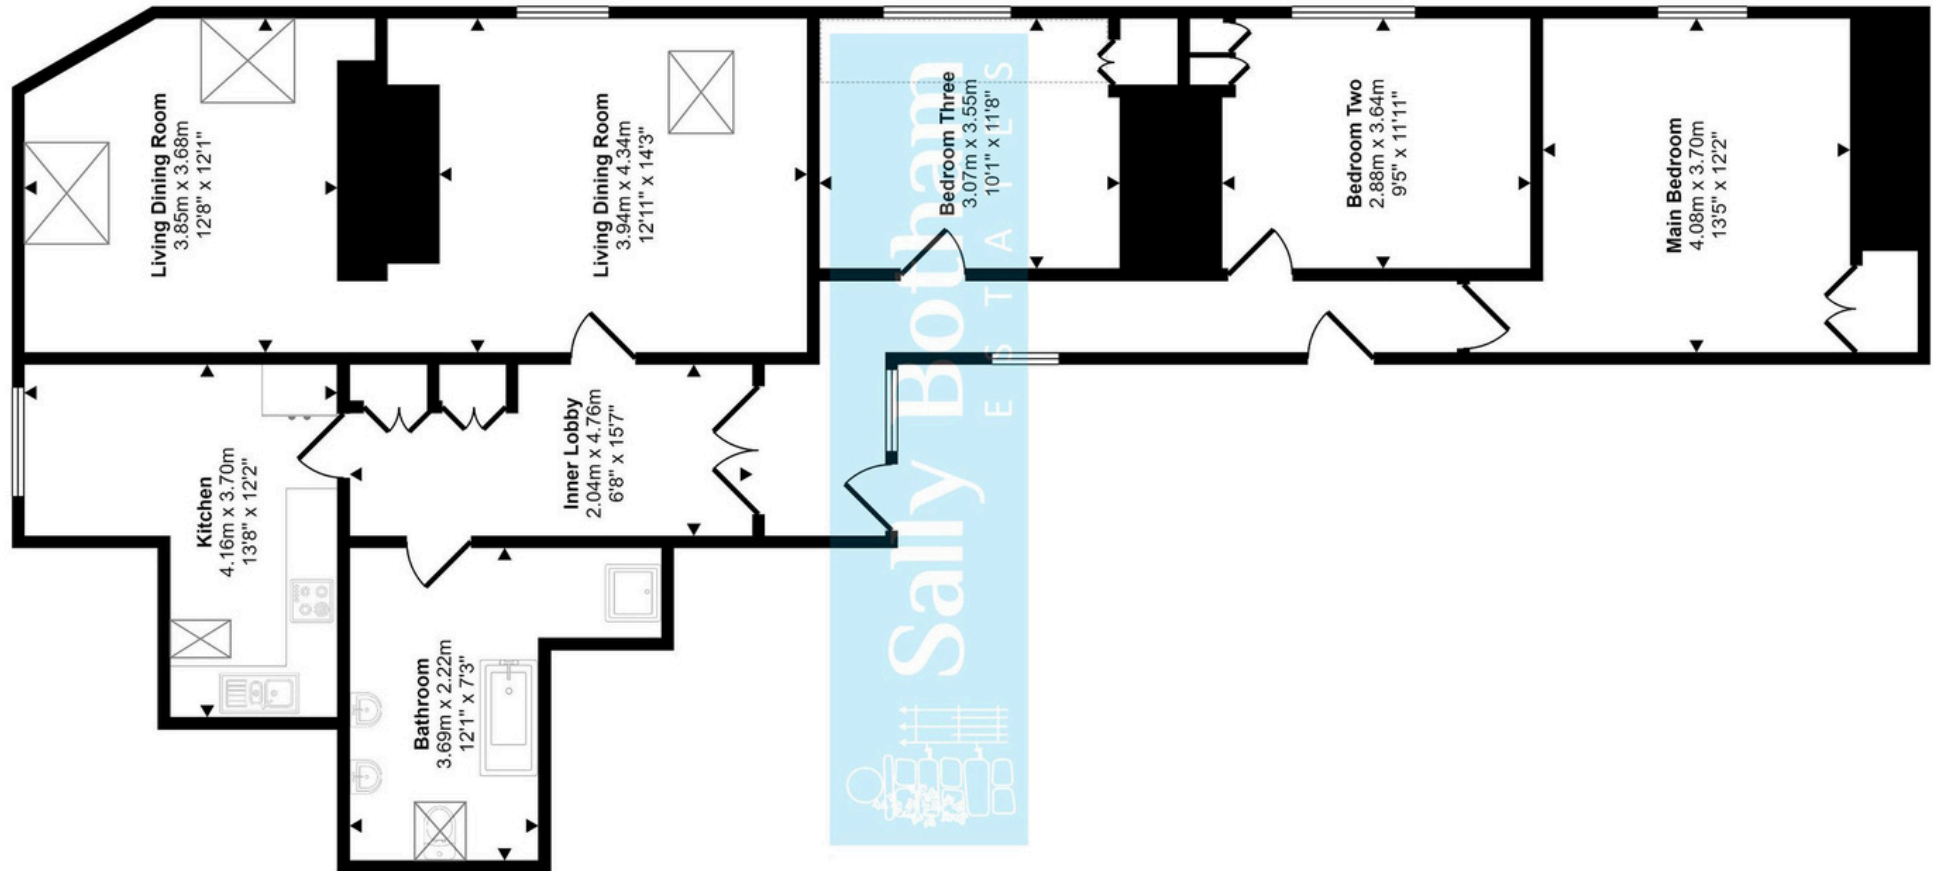 Living Dining Room
3.85m x 3.68m
12'8" x 12'1"
Living Dining Room
3.94m x 4.34m
12'11" x 14'3"
Bedroom Three
3.07m x 3.55m
10'1" x 11'8"
Bedroom Two
2.88m x 3.64m
9'5" x 11'11"
Main Bedroom
4.08m x 3.70m
13'5" x 12'2"
Kitchen
4.16m x 3.70m
13'8" x 12'2"
Inner Lobby
2.04m x 4.76m
6'8" x 15'7"
Bathroom
3.69m x 2.22m
12'1" x 7'3"
Sally Botham
ESTATES